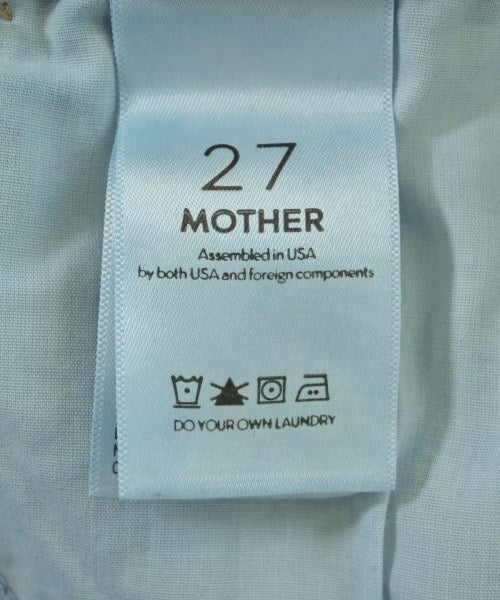 27
MOTHER
Assembled in USA
by both USA and foreign components
DO YOUR OWN LAUNDRY